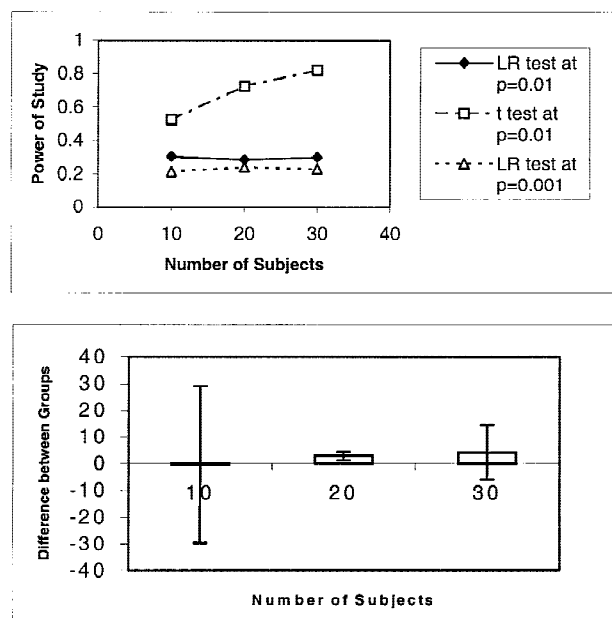 1
0.8
0.6
0.4
0.2
0
0
10
20
30
40
Power of Study
Number of Subjects
LR test at
p=0.01
t test at
p=0.01
LR test at
p=0.001
40
30
20
10
0
-10
-20
-30
-40
10
20
30
Difference between Groups
Number of Subjects